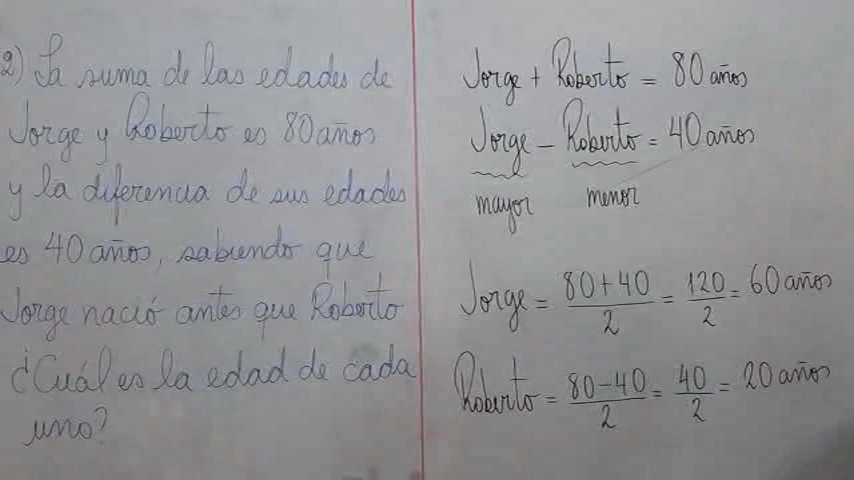 2) La suma de las edades de
Jorge y Roberto es 80 años
y la diferencia de sus edades
es 40 años, sabiendo que
Jorge nació antes que Roberto
¿Cuál es la edad de cada
uno?
Jorge + Roberto = 80 años
Jorge - Roberto = 40 años
mayor menor
Jorge = 80+40/2 = 120/2 = 60 años
Roberto = 80-40/2 = 40/2 = 20 años